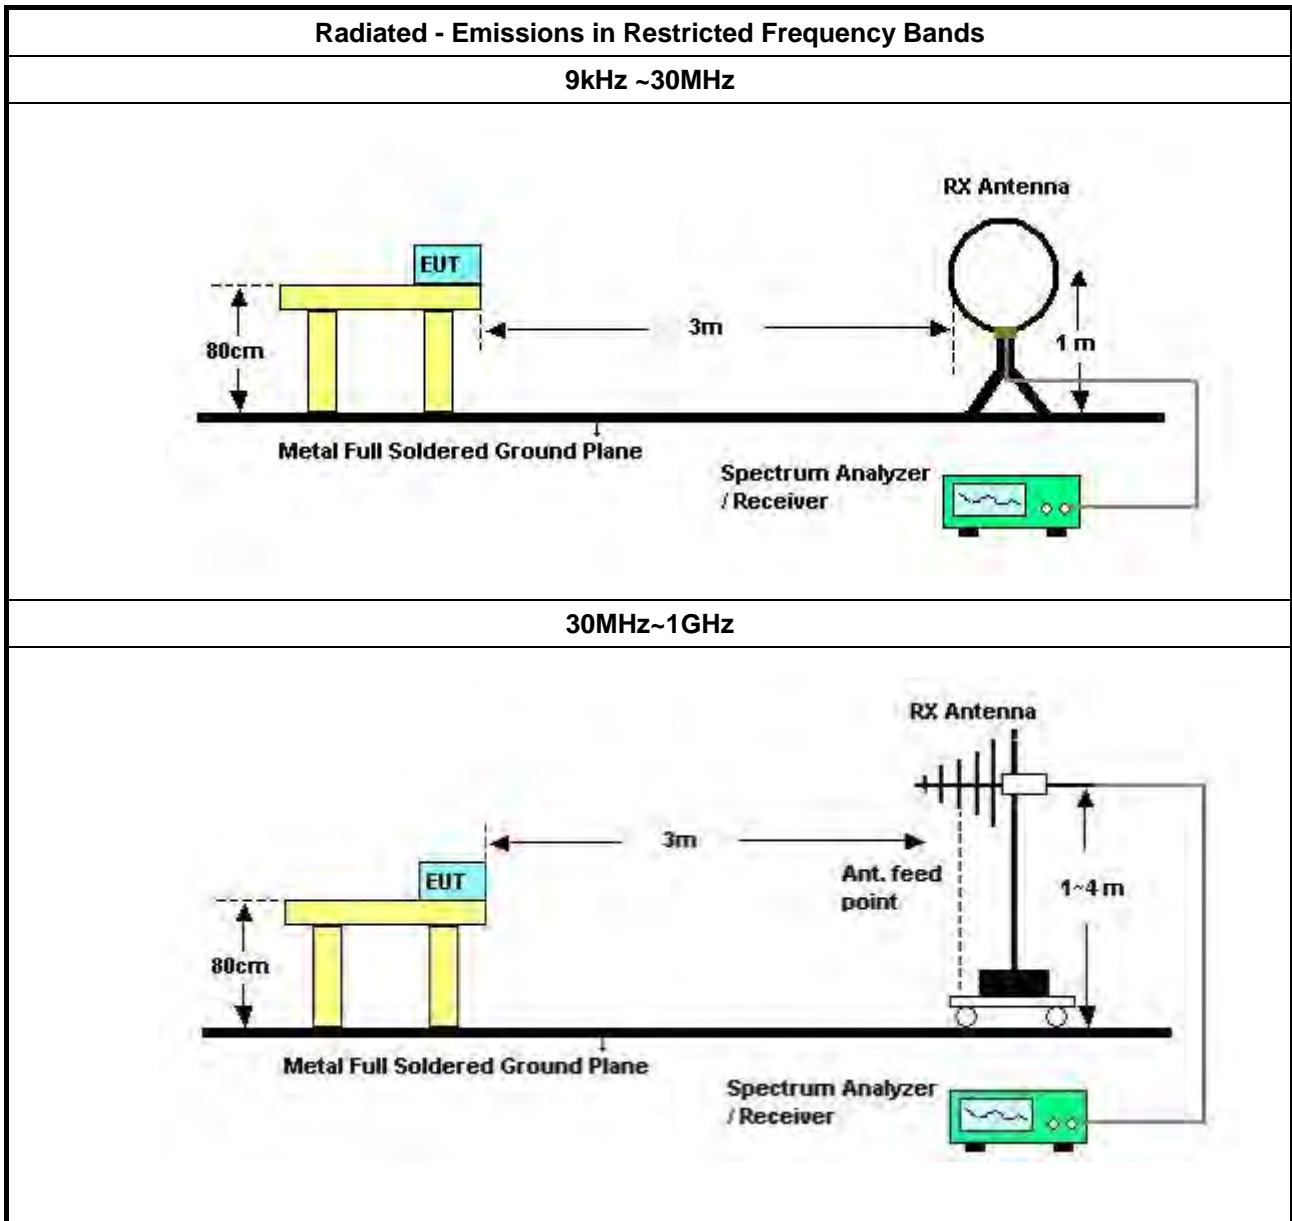 Radiated - Emissions in Restricted Frequency Bands
9kHz ~30MHz
RX Antenna
EUT
3m
80cm
1 m
Metal Full Soldered Ground Plane
Spectrum Analyzer
/ Receiver
30MHz~1GHz
RX Antenna
3m
EUT
Ant. feed
point
1~4 m
80cm
Metal Full Soldered Ground Plane
Spectrum Analyzer
/ Receiver